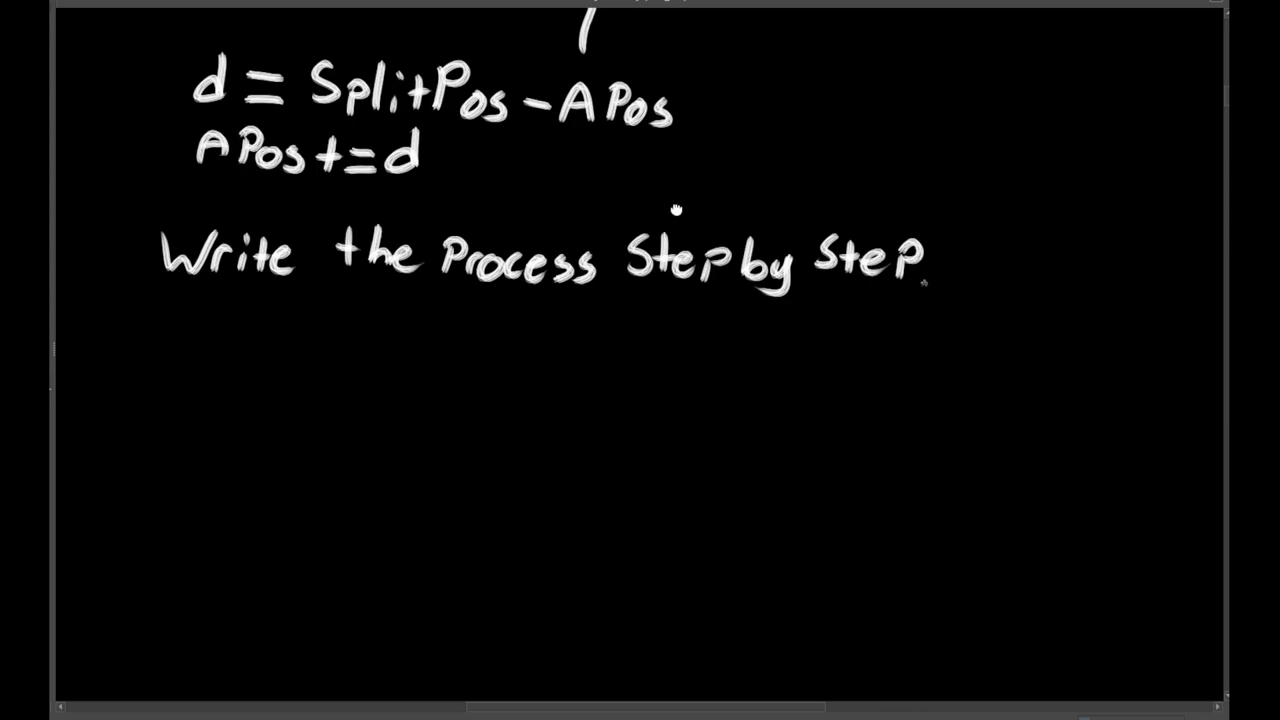 d = SplitPos - APos
APos += d
Write the Process Step by Step.